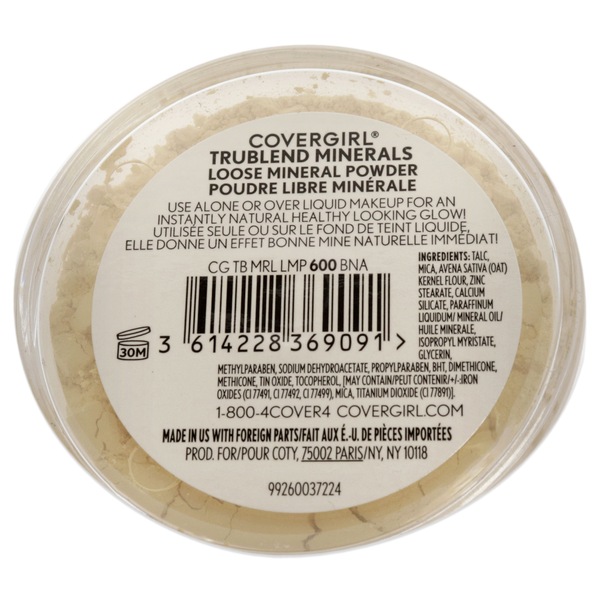 COVERGIRL®
TRUBLEND MINERALS
LOOSE MINERAL POWDER
POUDRE LIBRE MINÉRALE
USE ALONE OR OVER LIQUID MAKEUP FOR AN
INSTANTLY NATURAL HEALTHY LOOKING GLOW!
UTILISÉE SEULE OU SUR LE FOND DE TEINT LIQUIDE,
ELLE DONNE UN EFFET BONNE MINE NATURELLE IMMÉDIAT!
CG TB MRL LMP 600 BNA
30M
3 614228 369091 >
INGREDIENTS: TALC,
MICA, AVENA SATIVA (OAT)
KERNEL FLOUR, ZINC
STEARATE, CALCIUM
SILICATE, PARAFFINUM
LIQUIDUM/ MINERAL OIL/
HUILE MINERALE,
ISOPROPYL MYRISTATE,
GLYCERIN,
METHYLPARABEN, SODIUM DEHYDROACETATE, PROPYLPARABEN, BHT, DIMETHICONE,
METHICONE, TIN OXIDE, TOCOPHEROL, [MAY CONTAIN/PEUT CONTENIR/+/-:IRON
OXIDES (CI 77491, CI 77492, CI 77499), MICA, TITANIUM DIOXIDE (CI 77891)].
1-800-4COVER4 COVERGIRL.COM
MADE IN US WITH FOREIGN PARTS/FAIT AUX É.-U. DE PIÈCES IMPORTÉES
PROD. FOR/POUR COTY, 75002 PARIS/NY, NY 10118
99260037224